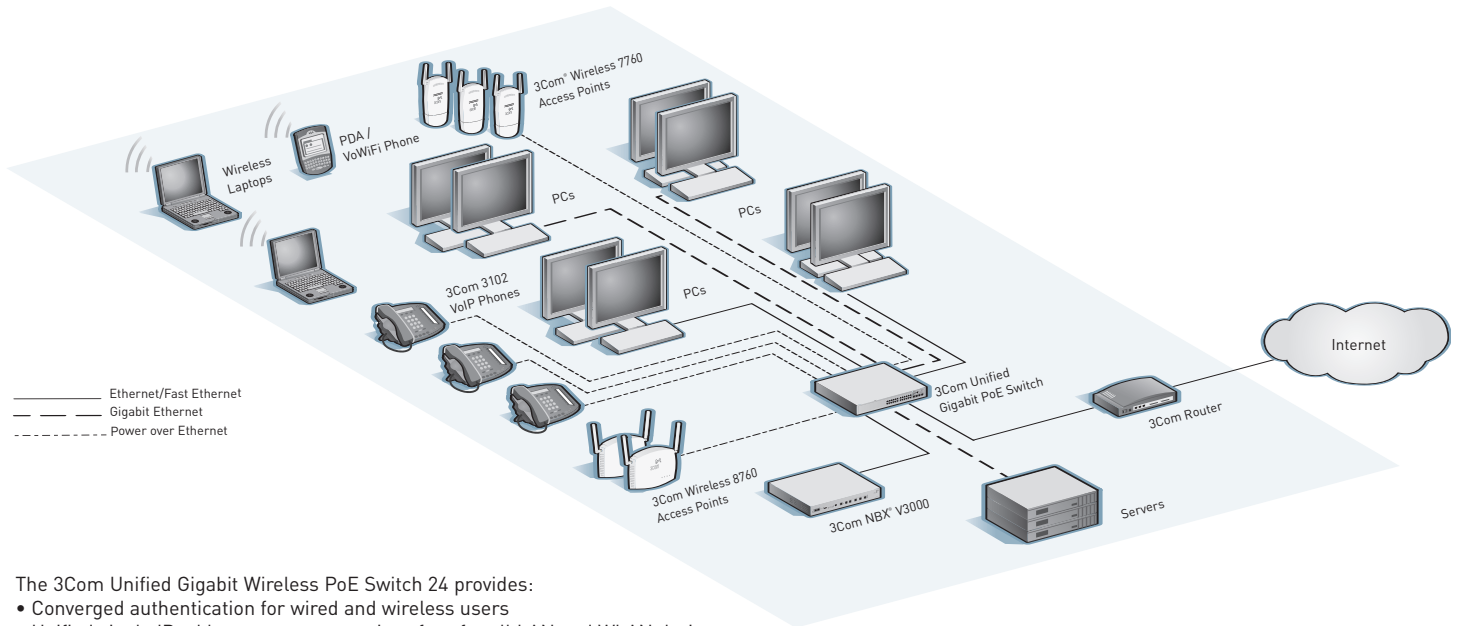 3Com® Wireless 7760
Access Points
PDA /
VoWiFi Phone
Wireless
Laptops
PCs
PCs
3Com 3102
VoIP Phones
PCs
Internet
Ethernet/Fast Ethernet
Gigabit Ethernet
Power over Ethernet
3Com Unified
Gigabit PoE Switch
3Com Router
3Com Wireless 8760
Access Points
3Com NBX® V3000
Servers
The 3Com Unified Gigabit Wireless PoE Switch 24 provides:
• Converged authentication for wired and wireless users